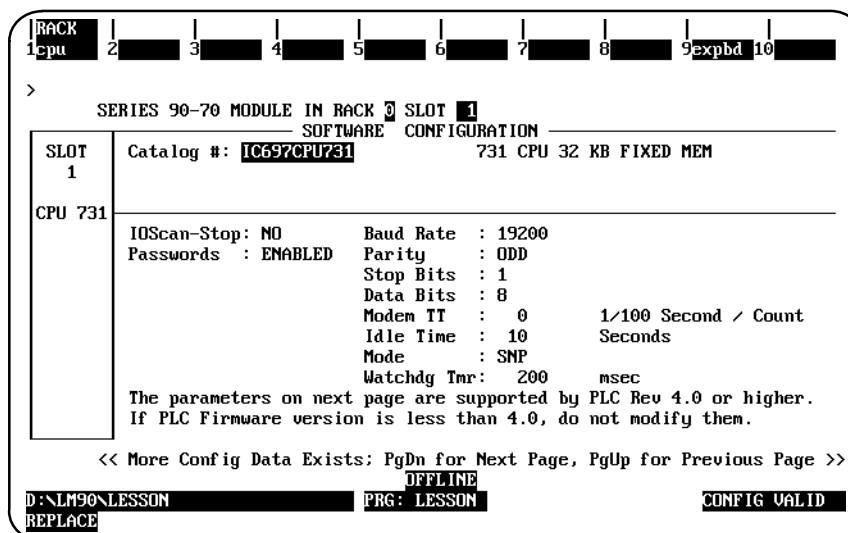 RACK
1cpu 2 3 4 5 6 7 8 9expbd 10
>
SERIES 90-70 MODULE IN RACK 0 SLOT 1
SOFTWARE CONFIGURATION
SLOT Catalog #: IC697CPU731 731 CPU 32 KB FIXED MEM
1
CPU 731
IOScan-Stop: NO Baud Rate : 19200
Passwords : ENABLED Parity : ODD
Stop Bits : 1
Data Bits : 8
Modem TT : 0 1/100 Second / Count
Idle Time : 10 Seconds
Mode : SNP
Watchdg Tmr: 200 msec
The parameters on next page are supported by PLC Rev 4.0 or higher.
If PLC Firmware version is less than 4.0, do not modify them.
<< More Config Data Exists; PgDn for Next Page, PgUp for Previous Page >>
OFFLINE
D:\LM90\LESSON PRG: LESSON CONFIG VALID
REPLACE